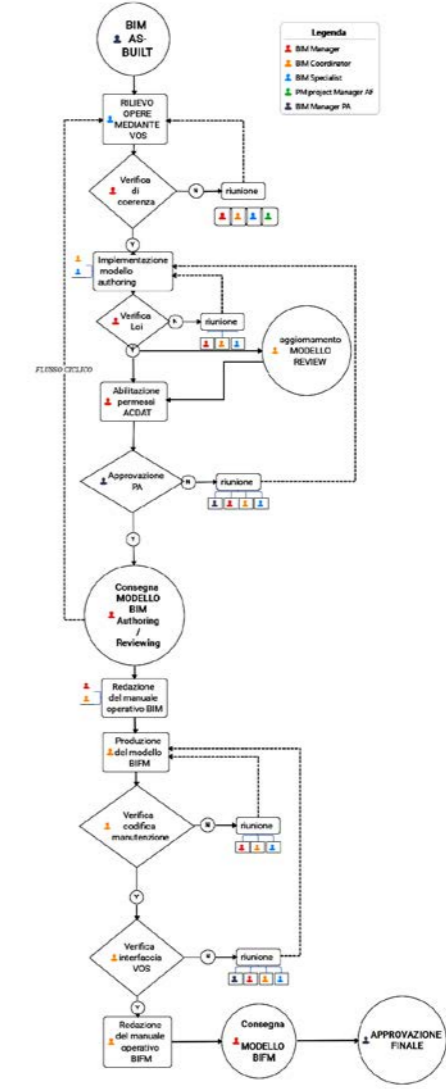 BIM
AS-
BUILT
Legenda
BIM Manager
BIM Coordinator
BIM Specialist
PM project Manager AF
BIM Manager PA
RILIEVO
OPERE
MEDIANTE
VOS
Verifica
di
coerenza
N
riunione
Y
Implementazione
modello
authoring
Verifica
Loi
N
riunione
Y
aggiornamento
MODELLO
REVIEW
FLUSSO CICLICO
Abilitazione
permessi
ACDAT
Approvazione
PA
N
riunione
Y
Consegna
MODELLO
BIM
Authoring
/
Reviewing
Redazione
del manuale
operativo BIM
Produzione
del modello
BIFM
Verifica
codifica
manutenzione
N
riunione
Y
Verifica
interfaccia
VOS
N
riunione
Y
Redazione
del manuale
operativo
BIFM
Consegna
MODELLO
BIFM
APPROVAZIONE
FINALE